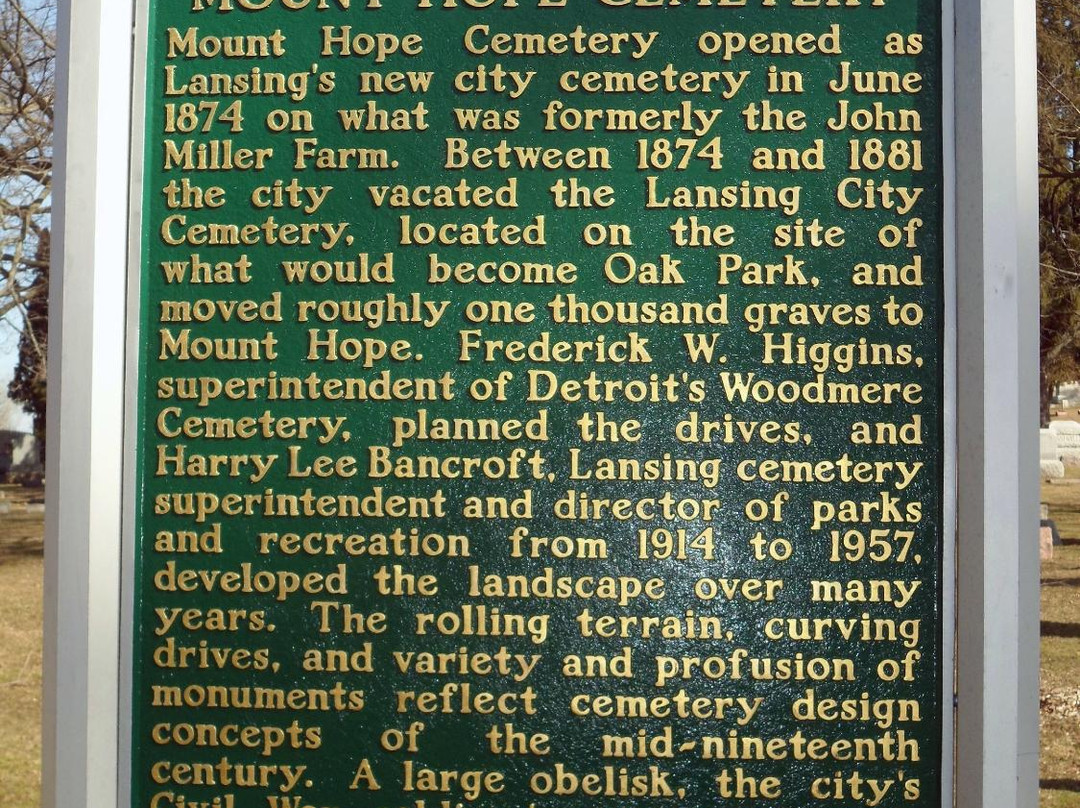 MOUNT HOPE CEMETERY
Mount Hope Cemetery opened as
Lansing's new city cemetery in June
1874 on what was formerly the John
Miller Farm. Between 1874 and 1881
the city vacated the Lansing City
Cemetery, located on the site of
what would become Oak Park, and
moved roughly one thousand graves to
Mount Hope. Frederick W. Higgins,
superintendent of Detroit's Woodmere
Cemetery, planned the drives, and
Harry Lee Bancroft, Lansing cemetery
superintendent and director of parks
and recreation from 1914 to 1957,
developed the landscape over many
years. The rolling terrain, curving
drives, and variety and profusion of
monuments reflect cemetery design
concepts of the mid-nineteenth
century. A large obelisk, the city's
Civil